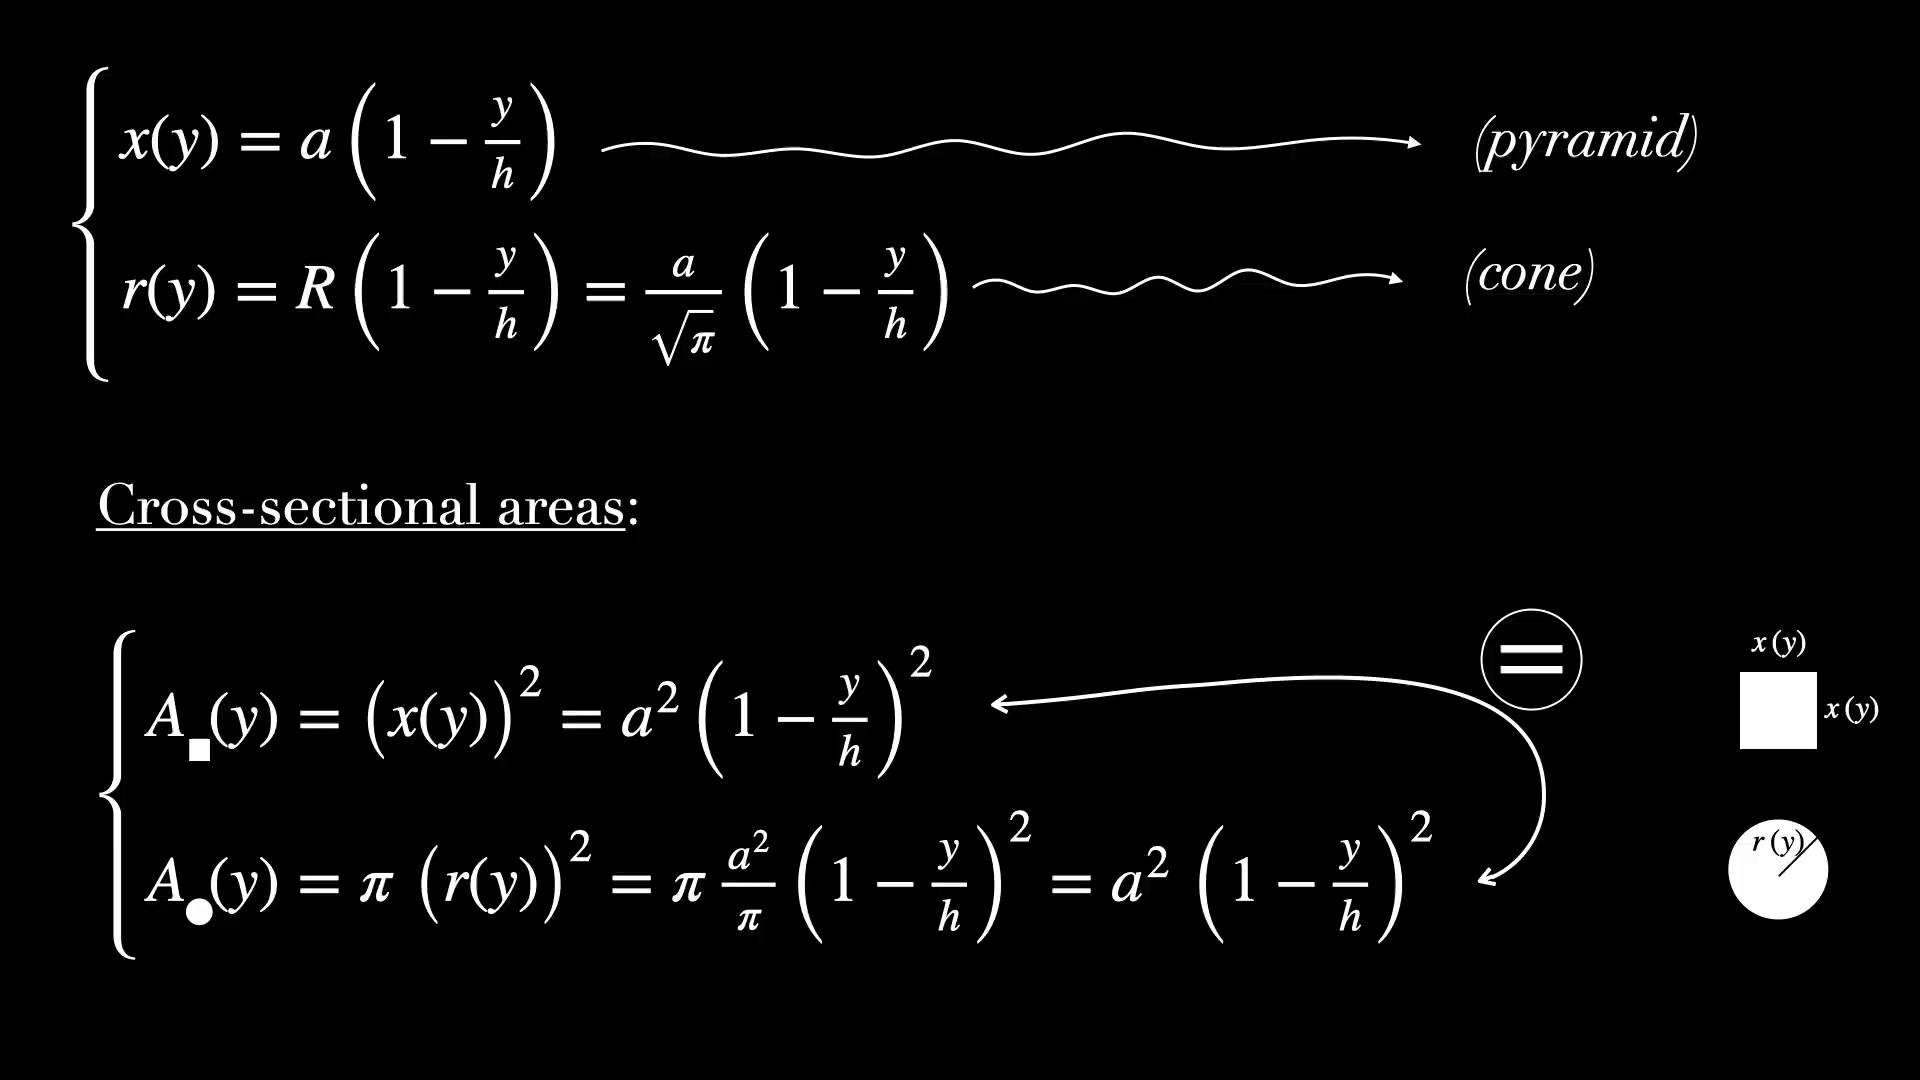 x(y) = a (1 − y/h) (pyramid)
r(y) = R (1 − y/h) = a/√π (1 − y/h) (cone)
Cross-sectional areas:
=
A■(y) = (x(y))² = a² (1 − y/h)²
A●(y) = π (r(y))² = π a²/π (1 − y/h)² = a² (1 − y/h)²
x(y)
x(y)
r(y)